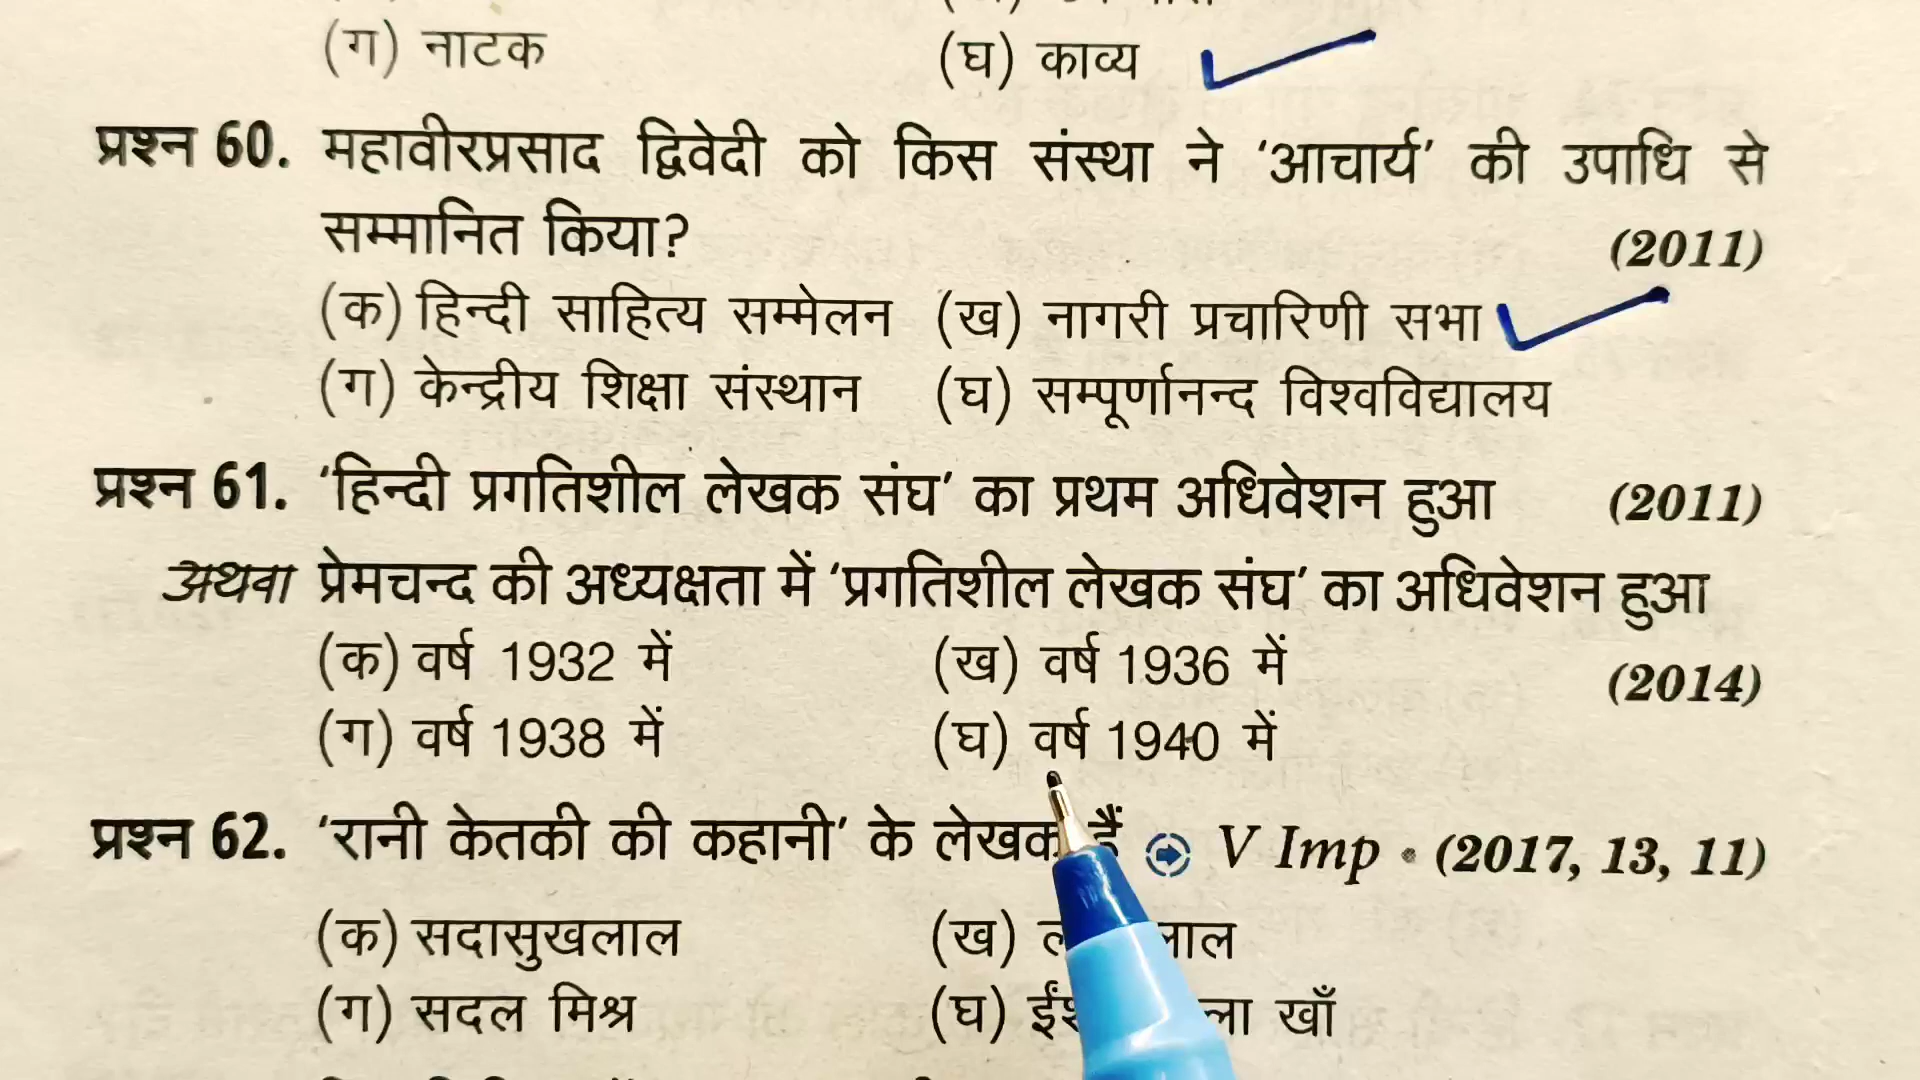 (ग) नाटक (घ) काव्य
प्रश्न 60. महावीरप्रसाद द्विवेदी को किस संस्था ने ‘आचार्य’ की उपाधि से
सम्मानित किया? (2011)
(क) हिन्दी साहित्य सम्मेलन (ख) नागरी प्रचारिणी सभा
(ग) केन्द्रीय शिक्षा संस्थान (घ) सम्पूर्णानन्द विश्वविद्यालय
प्रश्न 61. ‘हिन्दी प्रगतिशील लेखक संघ’ का प्रथम अधिवेशन हुआ (2011)
अथवा प्रेमचन्द की अध्यक्षता में ‘प्रगतिशील लेखक संघ’ का अधिवेशन हुआ
(क) वर्ष 1932 में (ख) वर्ष 1936 में (2014)
(ग) वर्ष 1938 में (घ) वर्ष 1940 में
प्रश्न 62. ‘रानी केतकी की कहानी’ के लेखक हैं V Imp • (2017, 13, 11)
(क) सदासुखलाल (ख)
(ग) सदल मिश्र (घ) खाँ